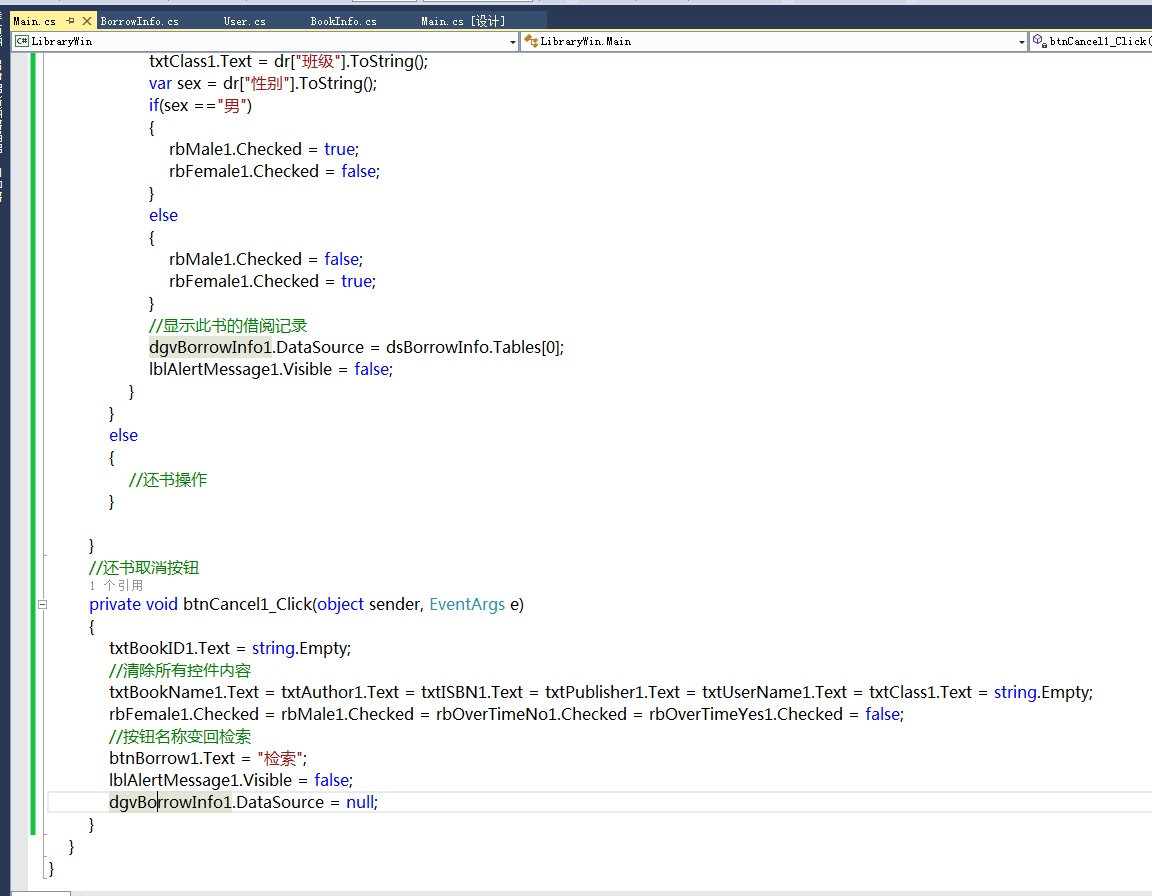 Main.cs BorrowInfo.cs User.cs BookInfo.cs Main.cs [设计]
C# LibraryWin LibraryWin.Main btnCancel1_Click(
txtClass1.Text = dr["班级"].ToString();
var sex = dr["性别"].ToString();
if(sex =="男")
{
rbMale1.Checked = true;
rbFemale1.Checked = false;
}
else
{
rbMale1.Checked = false;
rbFemale1.Checked = true;
}
//显示此书的借阅记录
dgvBorrowInfo1.DataSource = dsBorrowInfo.Tables[0];
lblAlertMessage1.Visible = false;
}
}
else
{
//还书操作
}
}
//还书取消按钮
1 个引用
private void btnCancel1_Click(object sender, EventArgs e)
{
txtBookID1.Text = string.Empty;
//清除所有控件内容
txtBookName1.Text = txtAuthor1.Text = txtISBN1.Text = txtPublisher1.Text = txtUserName1.Text = txtClass1.Text = string.Empty;
rbFemale1.Checked = rbMale1.Checked = rbOverTimeNo1.Checked = rbOverTimeYes1.Checked = false;
//按钮名称变回检索
btnBorrow1.Text = "检索";
lblAlertMessage1.Visible = false;
dgvBorrowInfo1.DataSource = null;
}
}
}